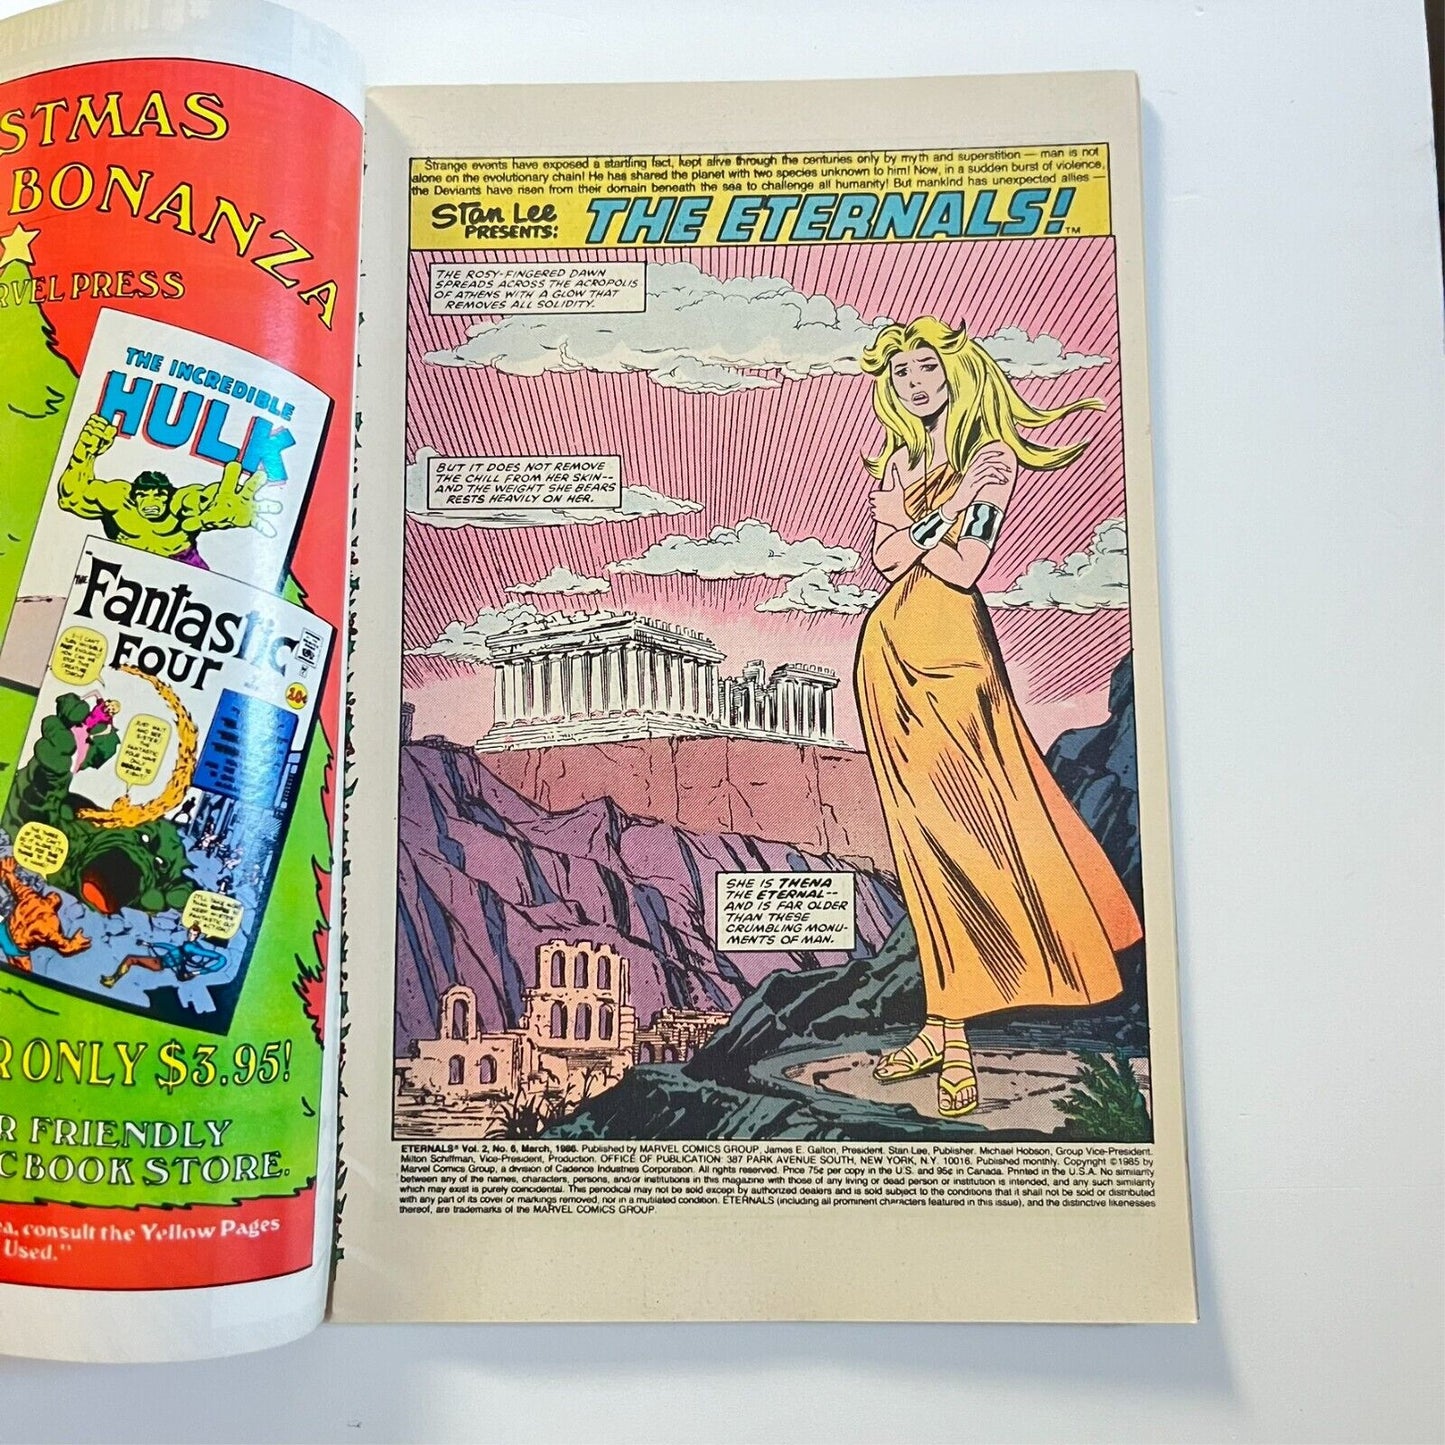 STMAS
BONANZA
RVEL PRESS
THE INCREDIBLE
HULK
THE
FanTasTic
Four
10¢
R ONLY $3.95!
R FRIENDLY
C BOOK STORE.
ea, consult the Yellow Pages
Used."
Strange events have exposed a startling fact, kept alive through the centuries only by myth and superstition — man is not
alone on the evolutionary chain! He has shared the planet with two species unknown to him! Now, in a sudden burst of violence,
the Deviants have risen from their domain beneath the sea to challenge all humanity! But mankind has unexpected allies —
Stan Lee
PRESENTS:
THE ETERNALS!™
THE ROSY-FINGERED DAWN
SPREADS ACROSS THE ACROPOLIS
OF ATHENS WITH A GLOW THAT
REMOVES ALL SOLIDITY.
BUT IT DOES NOT REMOVE
THE CHILL FROM HER SKIN--
AND THE WEIGHT SHE BEARS
RESTS HEAVILY ON HER.
SHE IS THENA
THE ETERNAL--
AND IS FAR OLDER
THAN THESE
CRUMBLING MONU-
MENTS OF MAN.
ETERNALS® Vol. 2, No. 6, March, 1986. Published by MARVEL COMICS GROUP, James E. Galton, President. Stan Lee, Publisher. Michael Hobson, Group Vice-President.
Milton Schiffman, Vice-President, Production. OFFICE OF PUBLICATION: 387 PARK AVENUE SOUTH, NEW YORK, N.Y. 10016. Published monthly. Copyright ©1985 by
Marvel Comics Group, a division of Cadence Industries Corporation. All rights reserved. Price 75¢ per copy in the U.S. and 95¢ in Canada. Printed in the U.S.A. No similarity
between any of the names, characters, persons, and/or institutions in this magazine with those of any living or dead person or institution is intended, and any such similarity
which may exist is purely coincidental. This periodical may not be sold except by authorized dealers and is sold subject to the conditions that it shall not be sold or distributed
with any part of its cover or markings removed, nor in a mutilated condition. ETERNALS (including all prominent characters featured in this issue), and the distinctive likenesses
thereof, are trademarks of the MARVEL COMICS GROUP.